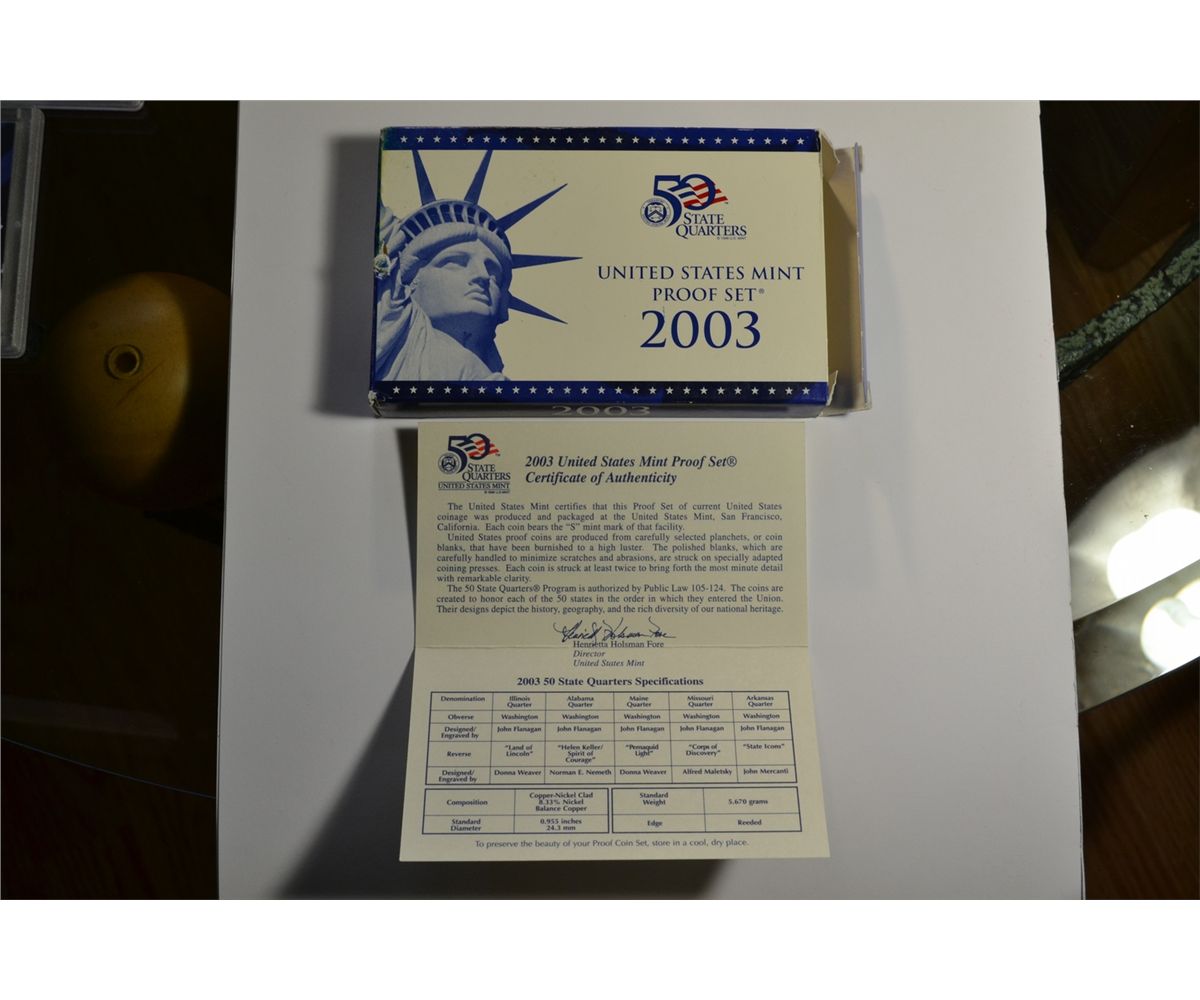 50
STATE
QUARTERS
UNITED STATES MINT
PROOF SET®
2003
2003
50
STATE
QUARTERS
UNITED STATES MINT
2003 United States Mint Proof Set®
Certificate of Authenticity
The United States Mint certifies that this Proof Set of current United States
coinage was produced and packaged at the United States Mint, San Francisco,
California. Each coin bears the “S” mint mark of that facility.
United States proof coins are produced from carefully selected planchets, or coin
blanks, that have been burnished to a high luster. The polished blanks, which are
carefully handled to minimize scratches and abrasions, are struck on specially adapted
coining presses. Each coin is struck at least twice to bring forth the most minute detail
with remarkable clarity.
The 50 State Quarters® Program is authorized by Public Law 105-124. The coins are
created to honor each of the 50 states in the order in which they entered the Union.
Their designs depict the history, geography, and the rich diversity of our national heritage.
Henrietta Holsman Fore
Henrietta Holsman Fore
Director
United States Mint
2003 50 State Quarters Specifications
Denomination Illinois Quarter Alabama Quarter Maine Quarter Missouri Quarter Arkansas Quarter
Obverse Washington Washington Washington Washington Washington
Designed/ Engraved by John Flanagan John Flanagan John Flanagan John Flanagan John Flanagan
Reverse “Land of Lincoln” “Helen Keller/ Spirit of Courage” “Pemaquid Light” “Corps of Discovery” “State Icons”
Designed/ Engraved by Donna Weaver Norman E. Nemeth Donna Weaver Alfred Maletsky John Mercanti
Composition Copper-Nickel Clad 8.33% Nickel Balance Copper Standard Weight 5.670 grams
Standard Diameter 0.955 inches 24.3 mm Edge Reeded
To preserve the beauty of your Proof Coin Set, store in a cool, dry place.